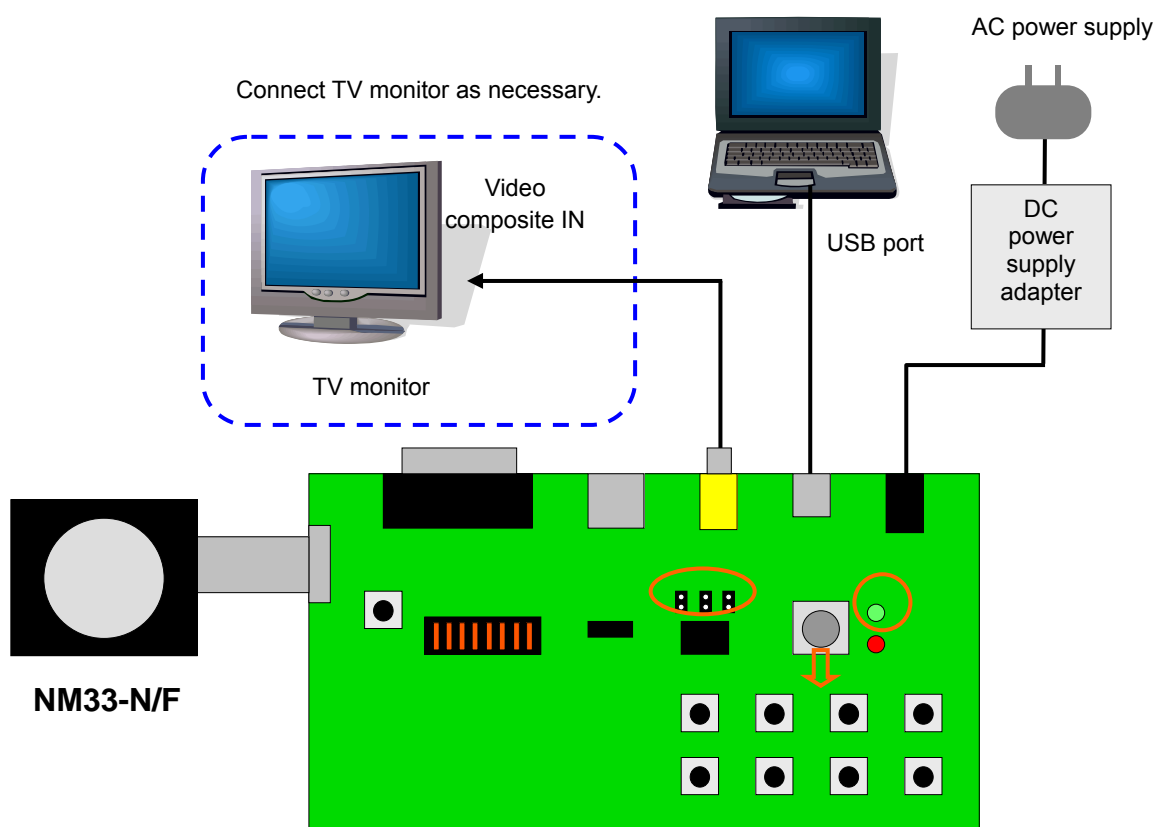 AC power supply
Connect TV monitor as necessary.
Video
composite IN
USB port
DC
power
supply
adapter
TV monitor
NM33-N/F